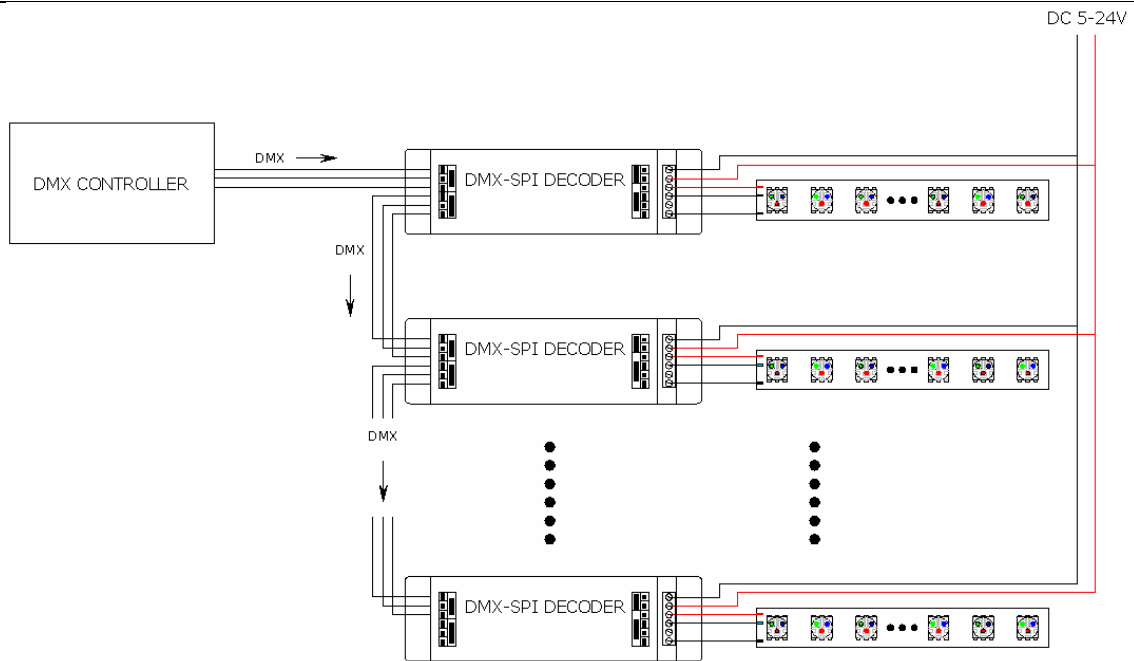 DC 5-24V
DMX
DMX CONTROLLER
DMX-SPI DECODER
DMX
DMX-SPI DECODER
DMX
DMX-SPI DECODER